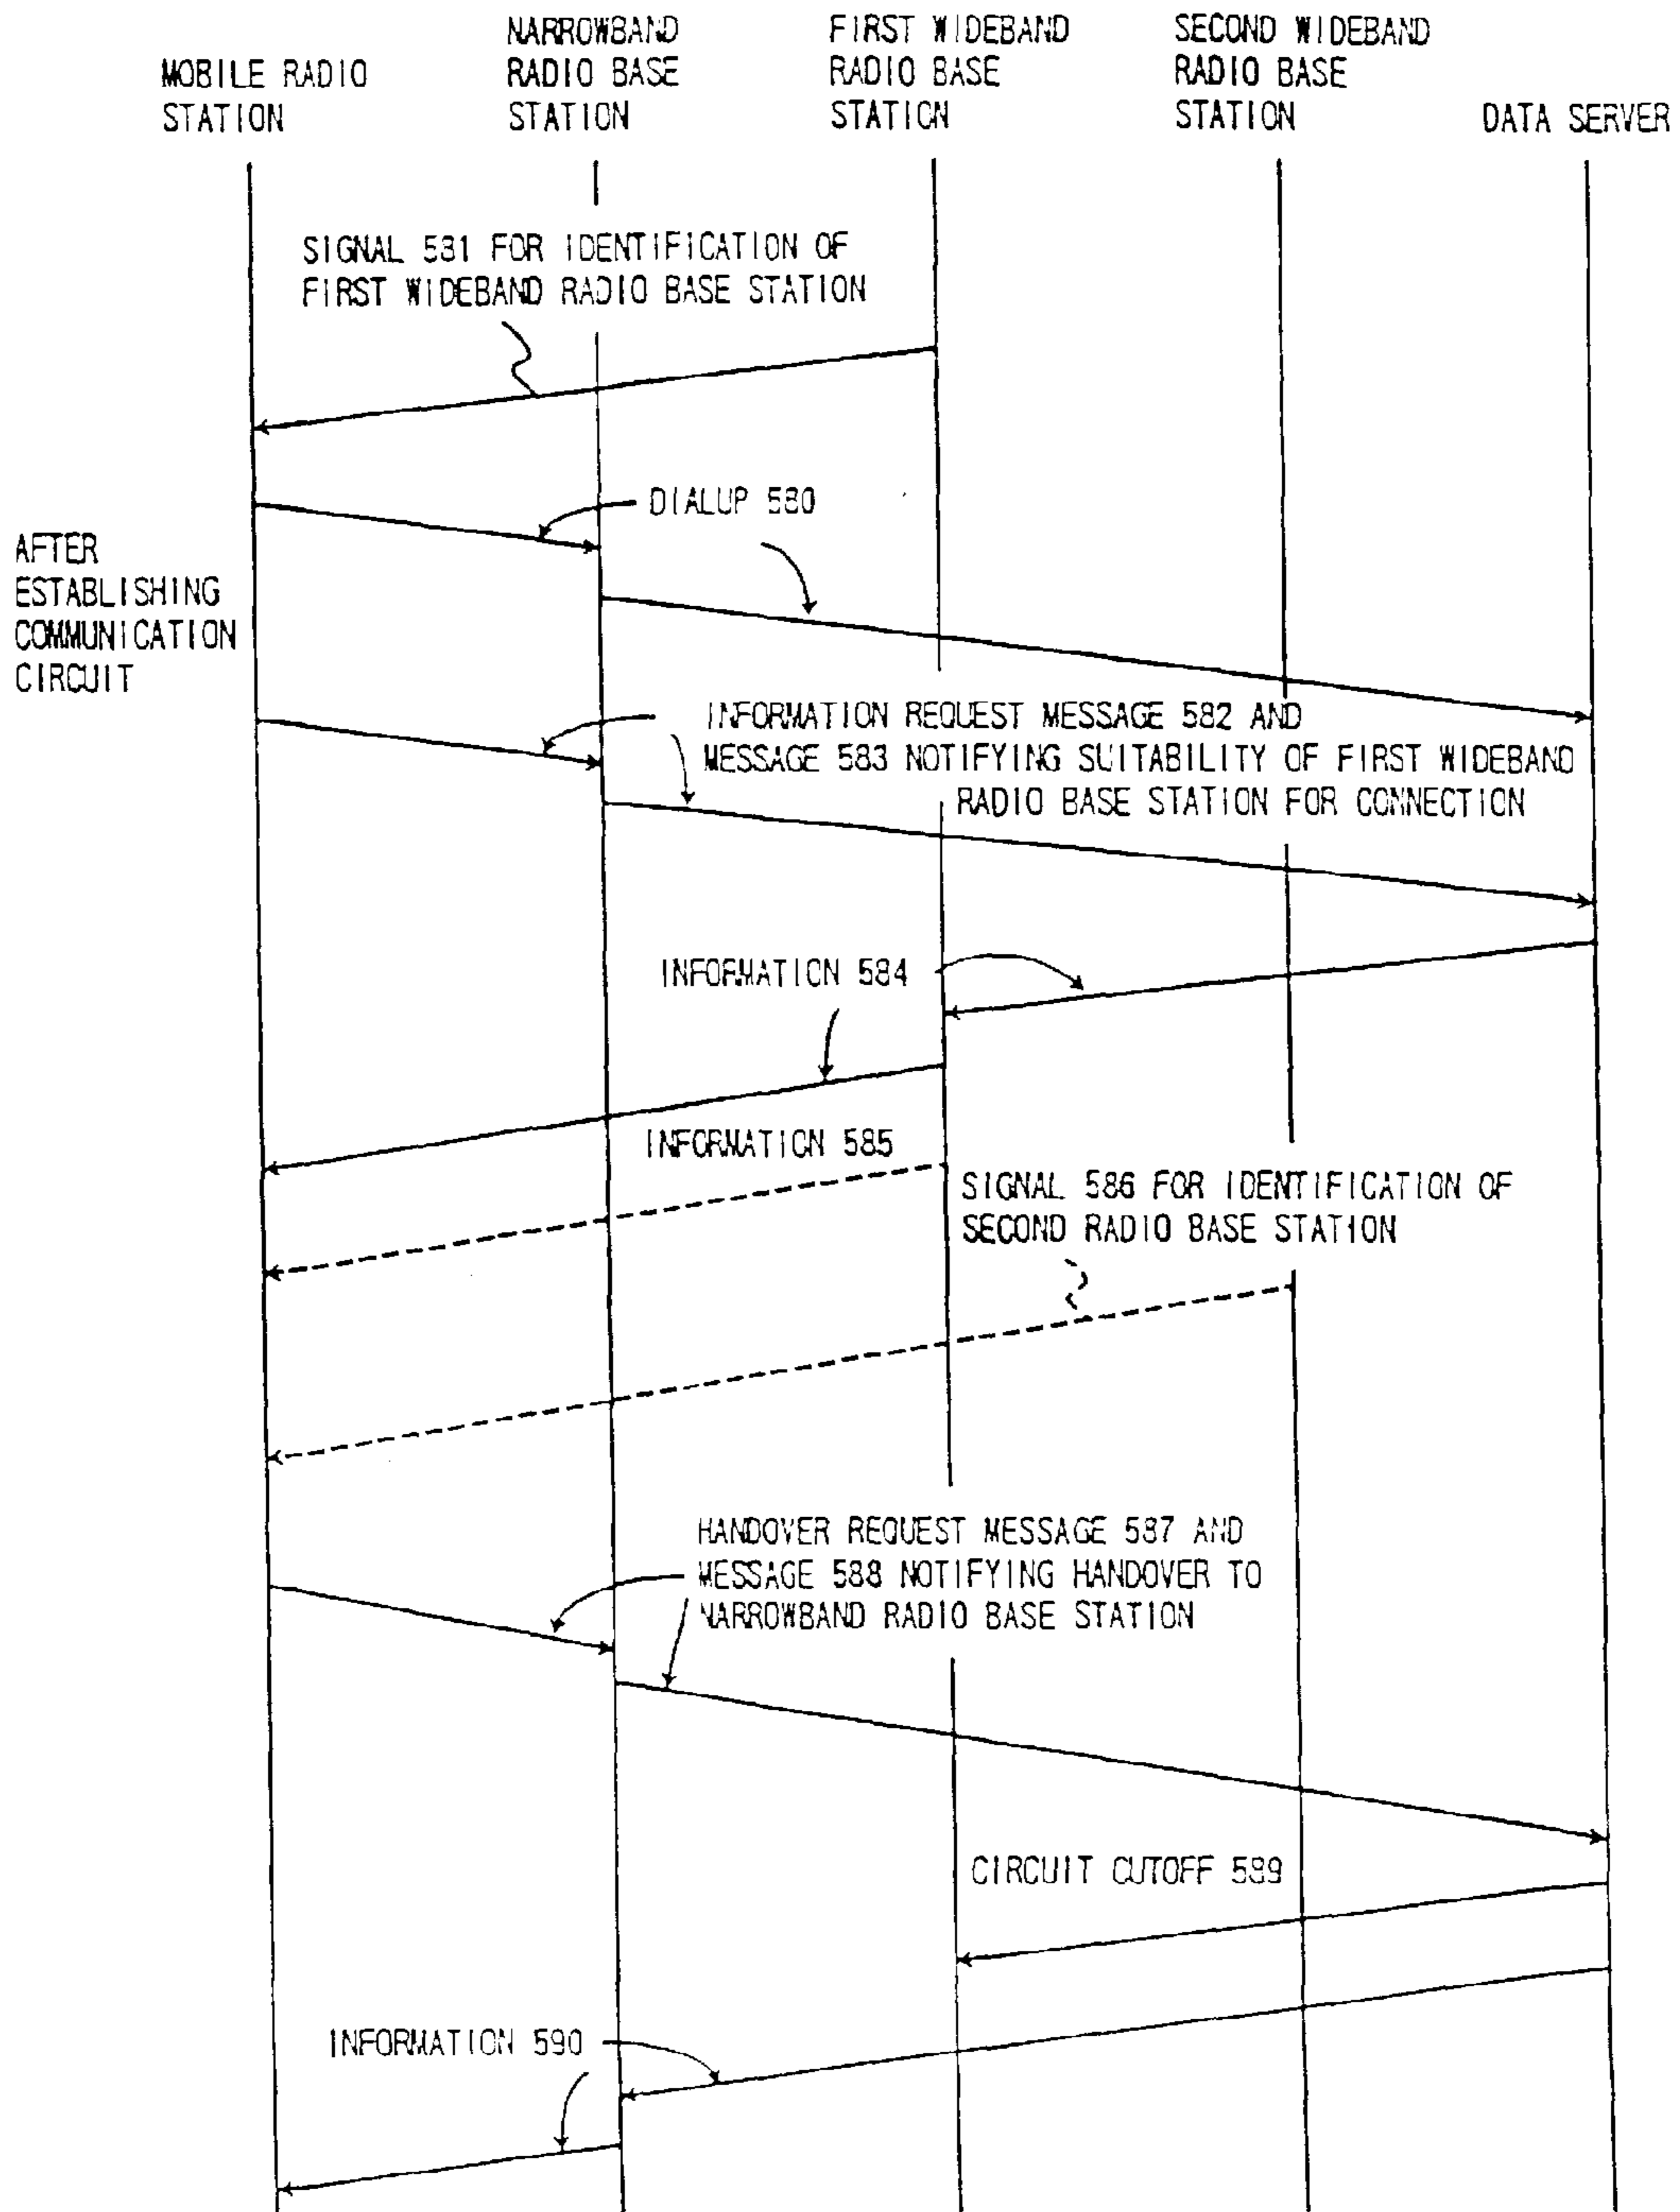 MOBILE RADIO
STATION
NARROWBAND
RADIO BASE
STATION
FIRST WIDEBAND
RADIO BASE
STATION
SECOND WIDEBAND
RADIO BASE
STATION
DATA SERVER
SIGNAL 581 FOR IDENTIFICATION OF
FIRST WIDEBAND RADIO BASE STATION
DIALUP 580
AFTER
ESTABLISHING
COMMUNICATION
CIRCUIT
INFORMATION REQUEST MESSAGE 582 AND
MESSAGE 583 NOTIFYING SUITABILITY OF FIRST WIDEBAND
RADIO BASE STATION FOR CONNECTION
INFORMATION 584
INFORMATION 585
SIGNAL 586 FOR IDENTIFICATION OF
SECOND RADIO BASE STATION
HANDOVER REQUEST MESSAGE 587 AND
MESSAGE 588 NOTIFYING HANDOVER TO
NARROWBAND RADIO BASE STATION
CIRCUIT CUTOFF 589
INFORMATION 590